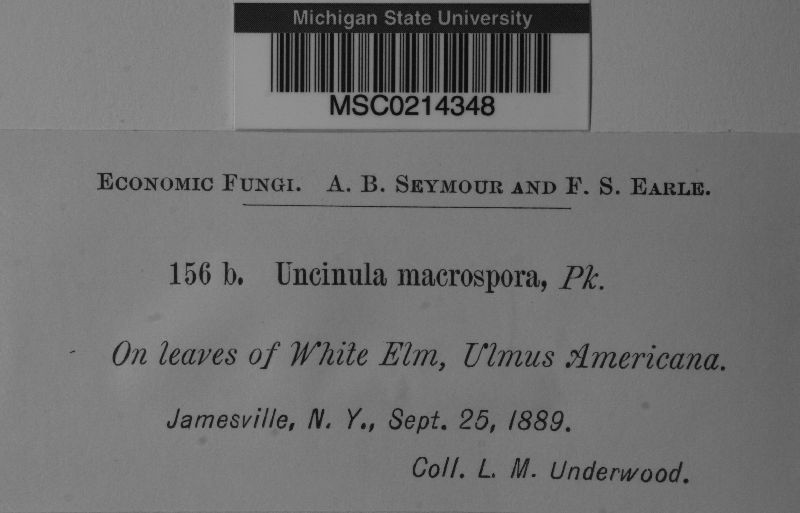 Michigan State University
MSC0214348
Economic Fungi. A. B. Seymour and F. S. Earle.
156 b. Uncinula macrospora, Pk.
On leaves of White Elm, Ulmus Americana.
Jamesville, N. Y., Sept. 25, 1889.
Coll. L. M. Underwood.